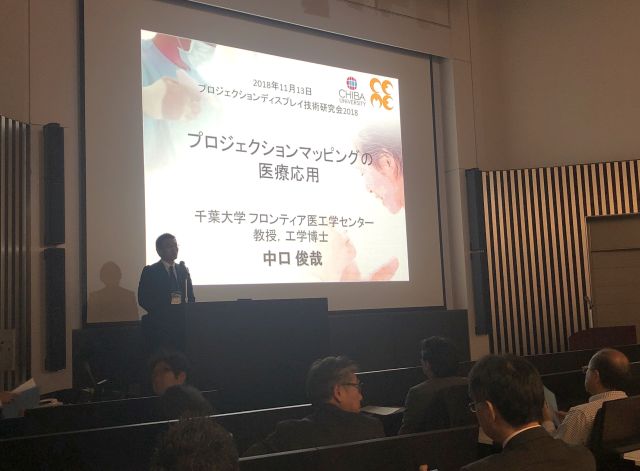 2018年11月13日
プロジェクションディスプレイ技術研究会2018
CHIBA
UNIVERSITY
プロジェクションマッピングの
医療応用
千葉大学 フロンティア医工学センター
教授，工学博士
中口 俊哉